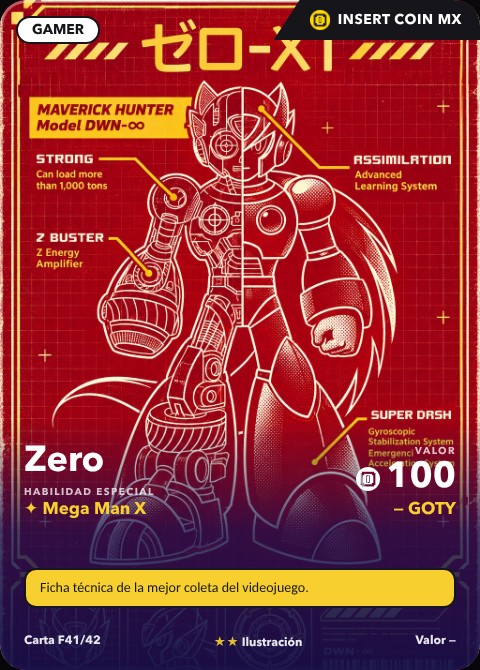 GAMER
INSERT COIN MX
ゼロ-X1
MAVERICK HUNTER
Model DWN-∞
STRONG
Can load more
than 1,000 tons
ASSIMILATION
Advanced
Learning System
Z BUSTER
Z Energy
Amplifier
SUPER DASH
Gyroscopic
Stabilization System
Emergenci
VALOR
100
– GOTY
Zero
HABILIDAD ESPECIAL
✦ Mega Man X
Ficha técnica de la mejor coleta del videojuego.
Carta F41/42
★★ Ilustración
Valor –
DWN-∞